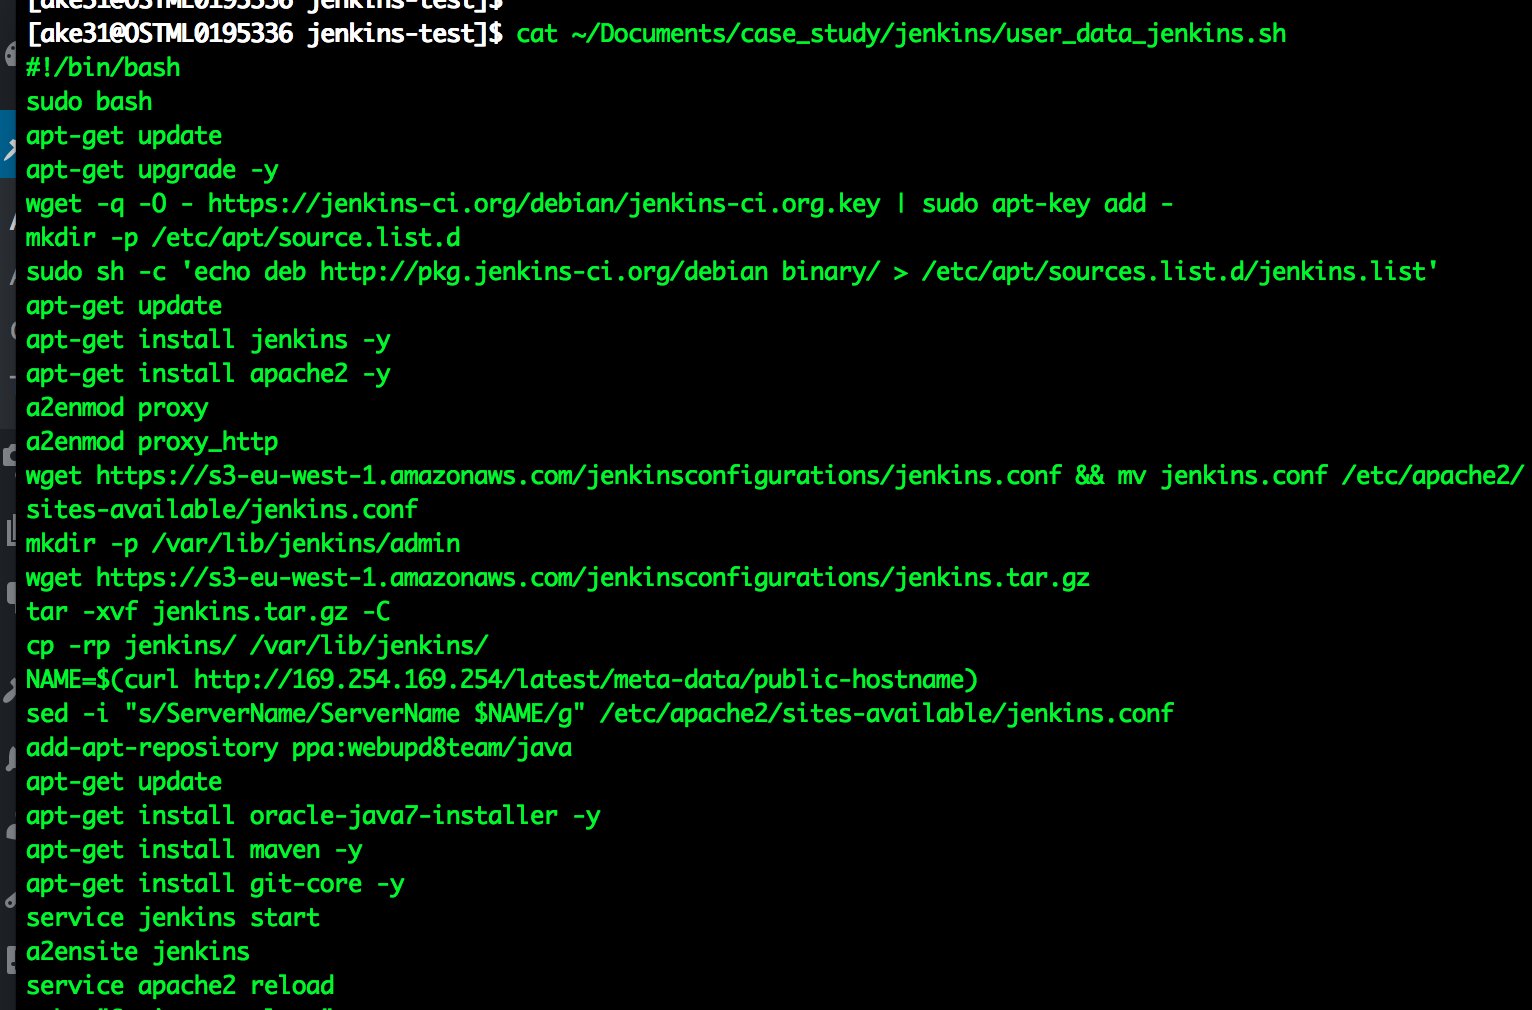 [ake31@OSTML0195336 jenkins-test]$
[ake31@OSTML0195336 jenkins-test]$ cat ~/Documents/case_study/jenkins/user_data_jenkins.sh
#!/bin/bash
sudo bash
apt-get update
apt-get upgrade -y
wget -q -O - https://jenkins-ci.org/debian/jenkins-ci.org.key | sudo apt-key add -
mkdir -p /etc/apt/source.list.d
sudo sh -c 'echo deb http://pkg.jenkins-ci.org/debian binary/ > /etc/apt/sources.list.d/jenkins.list'
apt-get update
apt-get install jenkins -y
apt-get install apache2 -y
a2enmod proxy
a2enmod proxy_http
wget https://s3-eu-west-1.amazonaws.com/jenkinsconfigurations/jenkins.conf && mv jenkins.conf /etc/apache2/
sites-available/jenkins.conf
mkdir -p /var/lib/jenkins/admin
wget https://s3-eu-west-1.amazonaws.com/jenkinsconfigurations/jenkins.tar.gz
tar -xvf jenkins.tar.gz -C
cp -rp jenkins/ /var/lib/jenkins/
NAME=$(curl http://169.254.169.254/latest/meta-data/public-hostname)
sed -i "s/ServerName/ServerName $NAME/g" /etc/apache2/sites-available/jenkins.conf
add-apt-repository ppa:webupd8team/java
apt-get update
apt-get install oracle-java7-installer -y
apt-get install maven -y
apt-get install git-core -y
service jenkins start
a2ensite jenkins
service apache2 reload